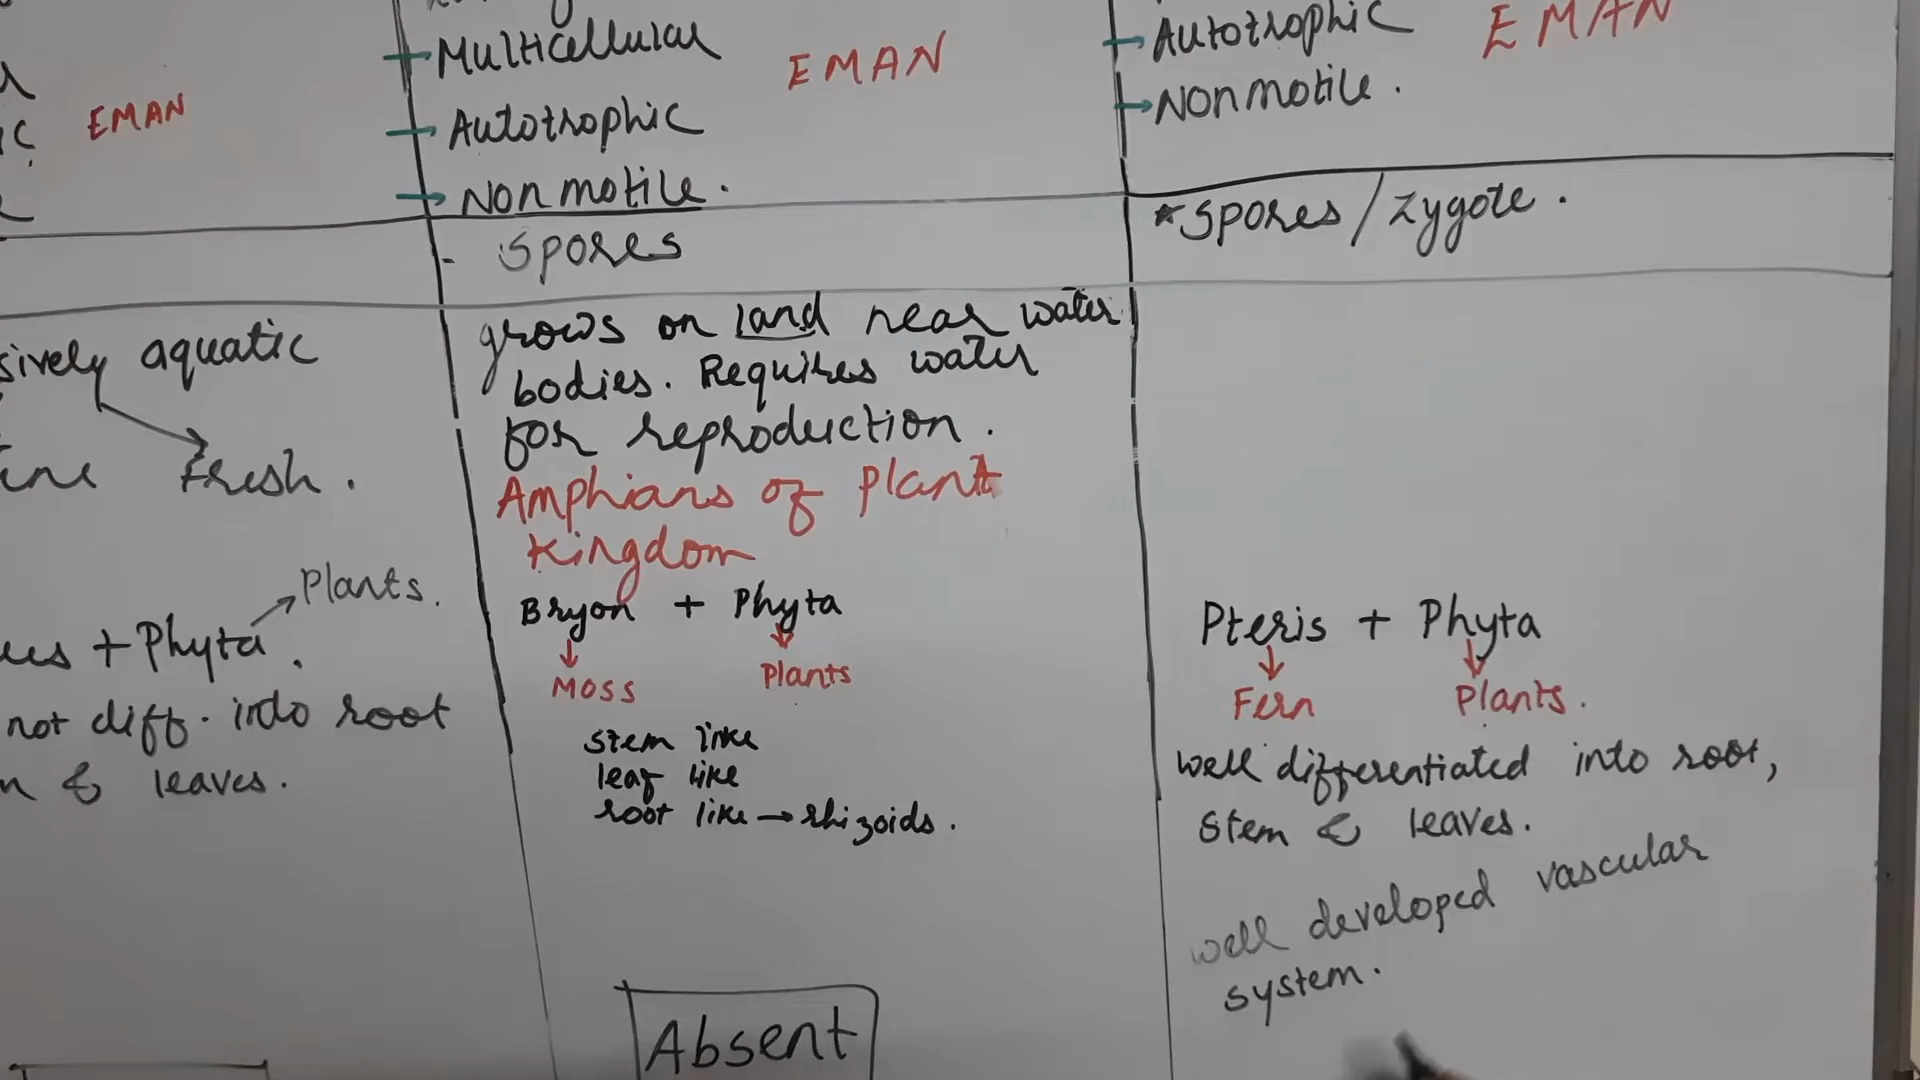 EMAN
sively aquatic
Fresh.
Plants.
+ Phyta.
not diff. into root
& leaves.
→ Multicellular
EMAN
→ Autotrophic
→ Nonmotile.
- Spores
grows on land near water
bodies. Requires water
for reproduction.
Amphians of Plant
Kingdom
Bryon + Phyta
↓ ↓
Moss Plants
stem like
leaf like
root like → rhizoids.
Absent
→ Autotrophic
EMAN
→ Nonmotile.
* Spores / Zygote.
Pteris + Phyta
↓ ↓
Fern Plants.
well differentiated into root,
stem & leaves.
well developed vascular
system.